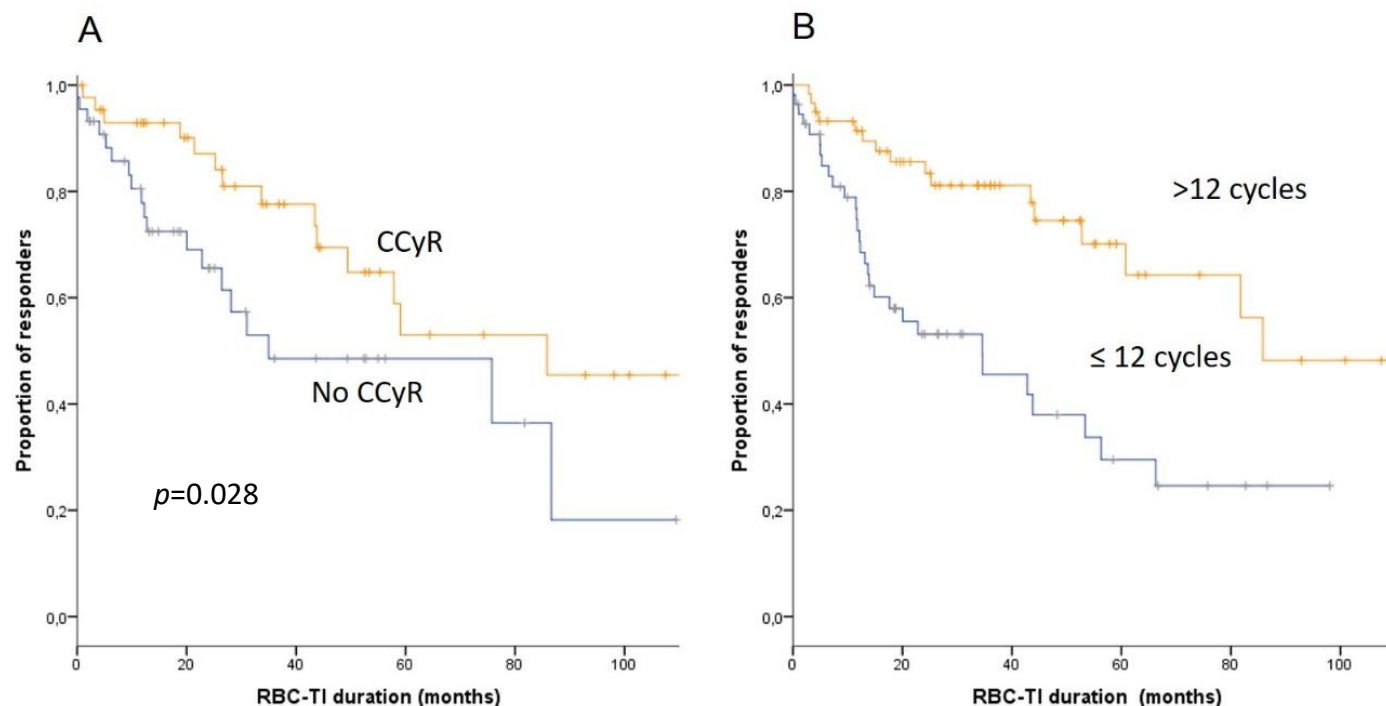 A
Proportion of responders
1,0
0,8
0,6
0,4
0,2
0,0
CCyR
No CCyR
p=0.028
0 20 40 60 80 100
RBC-TI duration (months)
B
Proportion of responders
1,0
0,8
0,6
0,4
0,2
0,0
>12 cycles
≤ 12 cycles
0 20 40 60 80 100
RBC-TI duration (months)